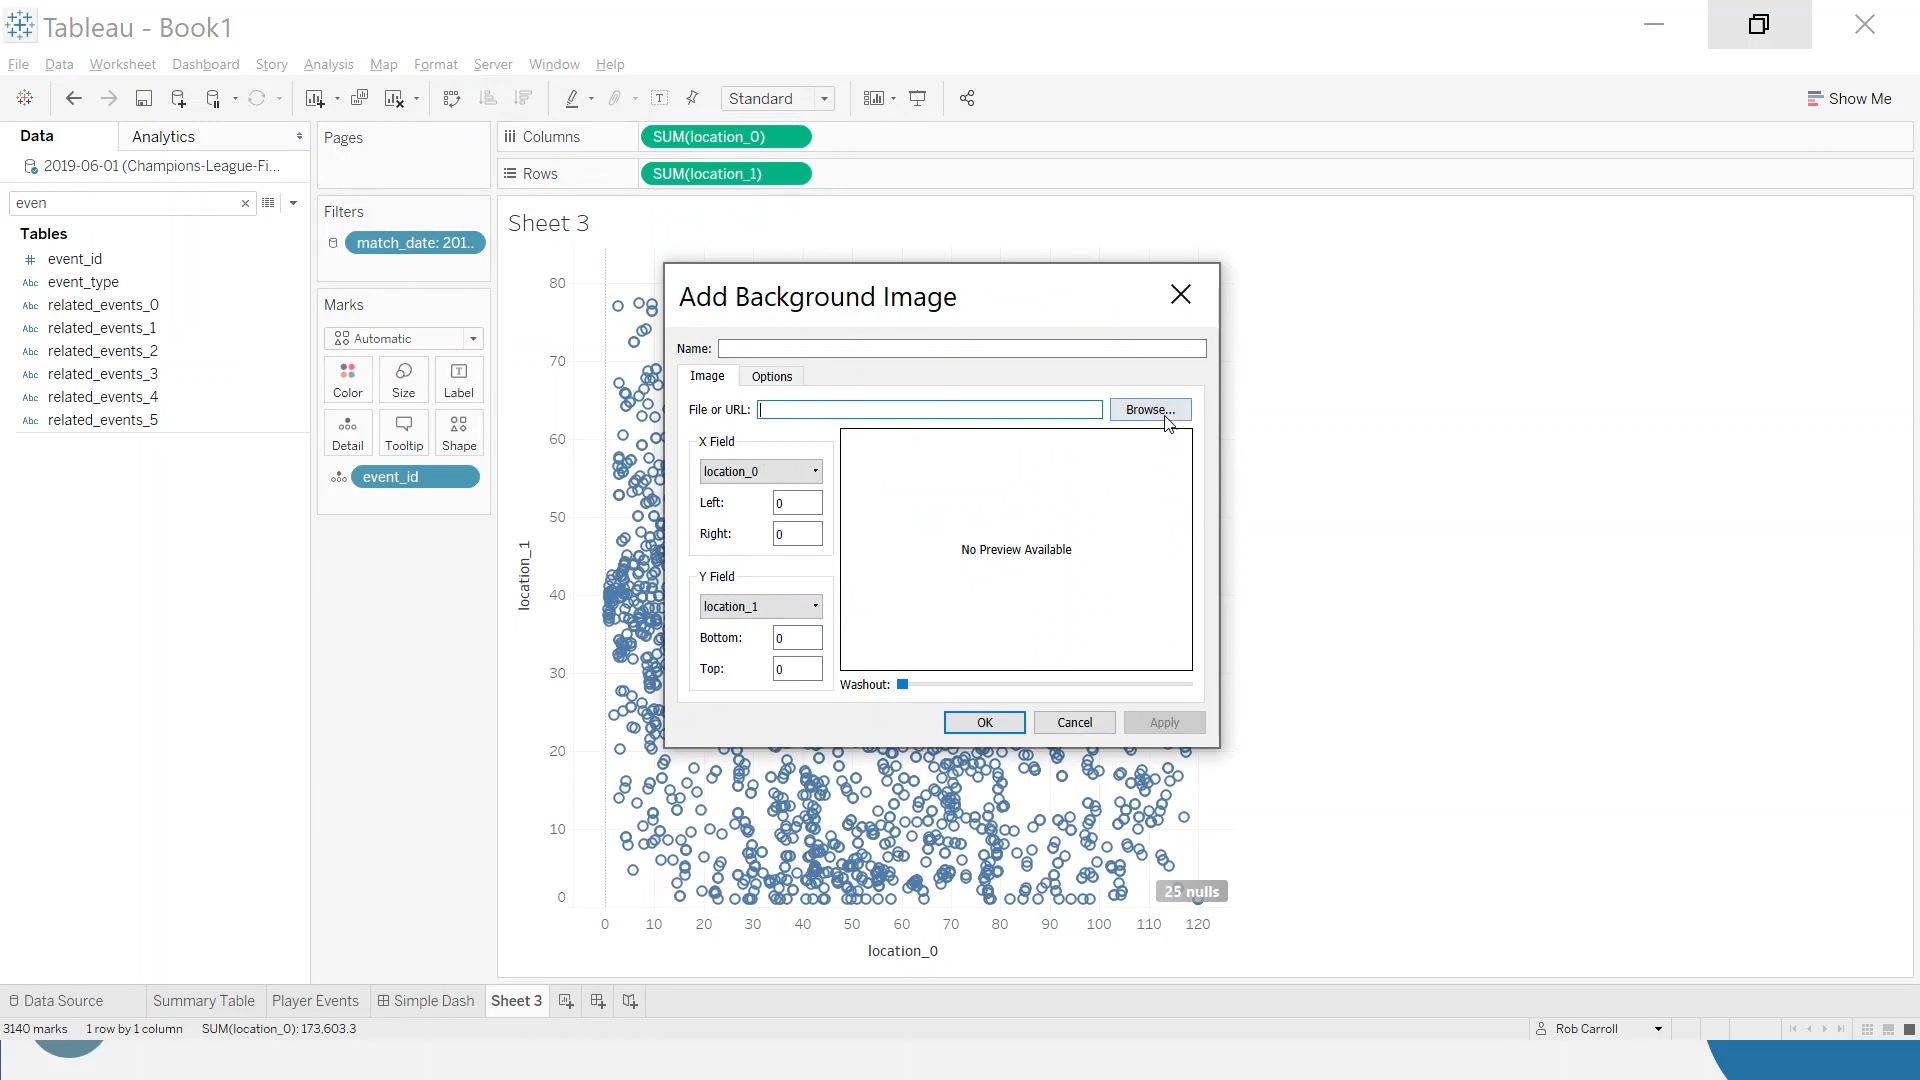 Tableau - Book1
File Data Worksheet Dashboard Story Analysis Map Format Server Window Help
Standard
Show Me
Data Analytics
2019-06-01 (Champions-League-Fi...
even
Tables
event_id
Abc event_type
Abc related_events_0
Abc related_events_1
Abc related_events_2
Abc related_events_3
Abc related_events_4
Abc related_events_5
Pages
Filters
match_date: 201..
Marks
Automatic
Color Size Label
Detail Tooltip Shape
event_id
Columns SUM(location_0)
Rows SUM(location_1)
Sheet 3
80
70
60
50
40
30
20
10
0
location_1
0 10 20 30 40 50 60 70 80 90 100 110 120
location_0
25 nulls
Add Background Image
Name:
Image Options
File or URL: Browse...
X Field
location_0
Left: 0
Right: 0
Y Field
location_1
Bottom: 0
Top: 0
No Preview Available
Washout:
OK Cancel Apply
Data Source Summary Table Player Events Simple Dash Sheet 3
3140 marks 1 row by 1 column SUM(location_0): 173,603.3
Rob Carroll